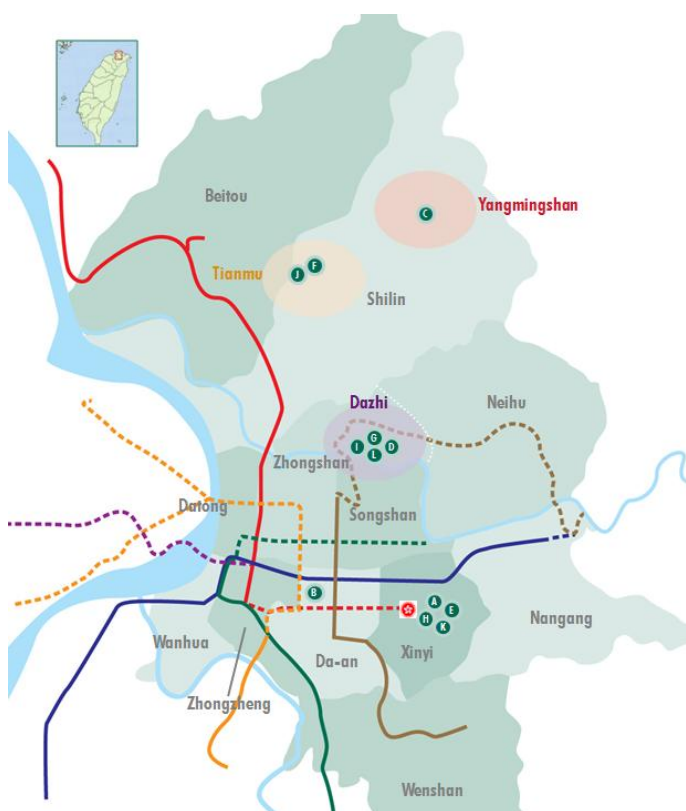 Beitou
Yangmingshan
C
Tianmu
J
F
Shilin
Dazhi
Neihu
G
I
D
L
Zhongshan
Datong
Songshan
B
A
E
H
K
Nangang
Wanhua
Da-an
Xinyi
Zhongzheng
Wenshan